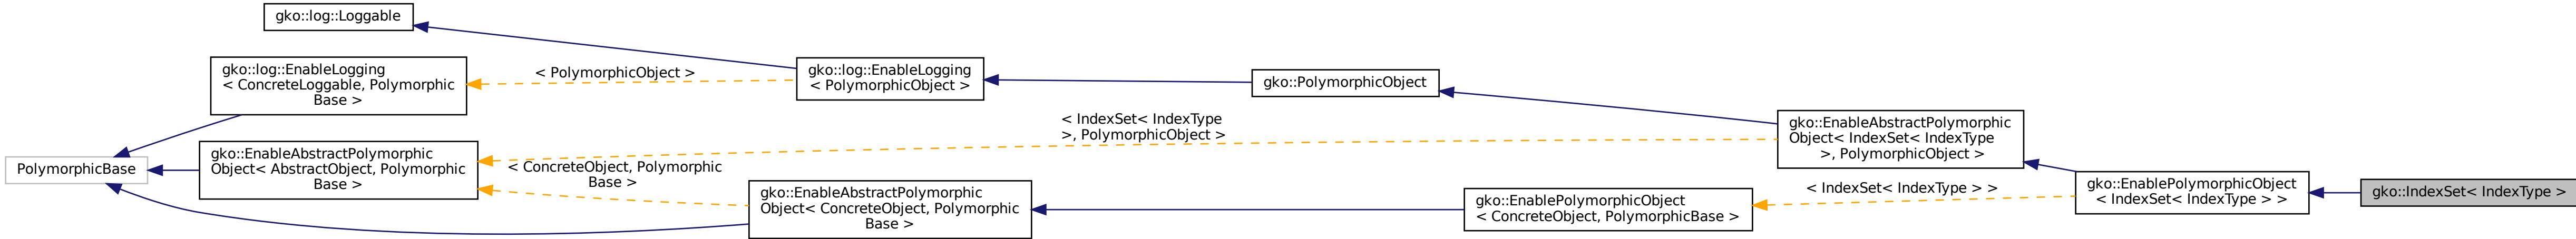 gko::log::Loggable
gko::log::EnableLogging
< ConcreteLoggable, Polymorphic
Base >
< PolymorphicObject >
gko::log::EnableLogging
< PolymorphicObject >
gko::PolymorphicObject
PolymorphicBase
gko::EnableAbstractPolymorphic
Object< AbstractObject, Polymorphic
Base >
< IndexSet< IndexType
>, PolymorphicObject >
< ConcreteObject, Polymorphic
Base >
gko::EnableAbstractPolymorphic
Object< ConcreteObject, Polymorphic
Base >
gko::EnablePolymorphicObject
< ConcreteObject, PolymorphicBase >
gko::EnableAbstractPolymorphic
Object< IndexSet< IndexType
>, PolymorphicObject >
< IndexSet< IndexType > >
gko::EnablePolymorphicObject
< IndexSet< IndexType > >
gko::IndexSet< IndexType >